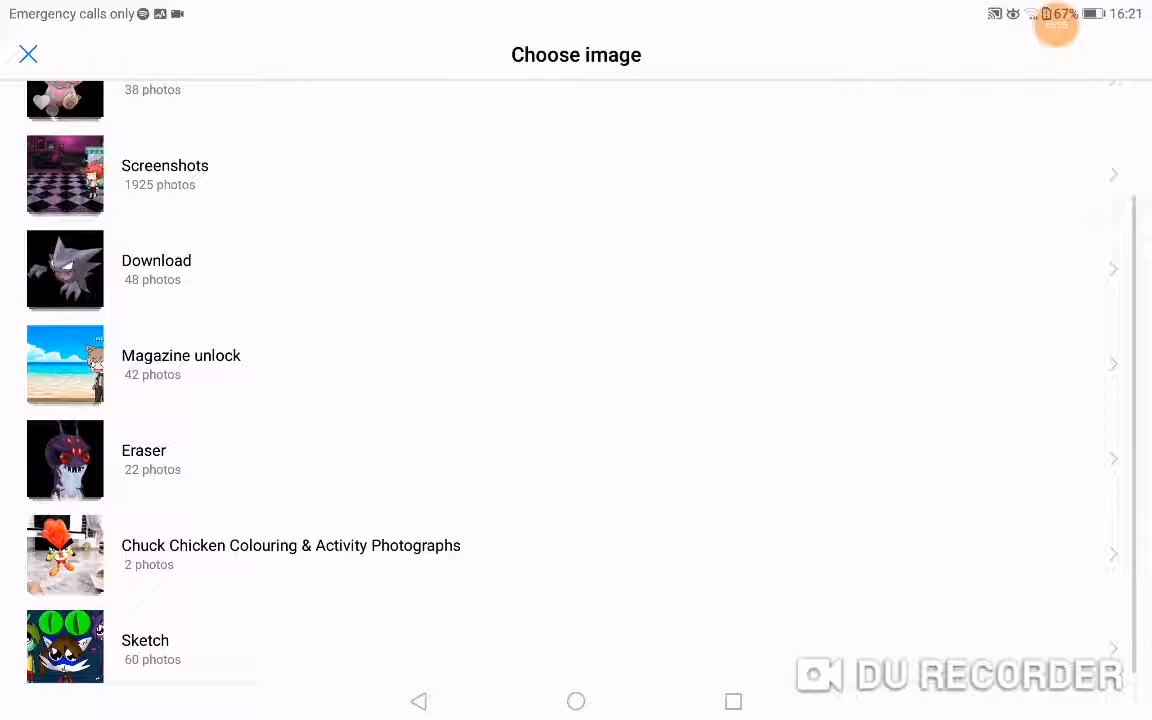 Emergency calls only
67%
16:21
Choose image
38 photos
Screenshots
1925 photos
Download
48 photos
Magazine unlock
42 photos
Eraser
22 photos
Chuck Chicken Colouring & Activity Photographs
2 photos
Sketch
60 photos
DU RECORDER